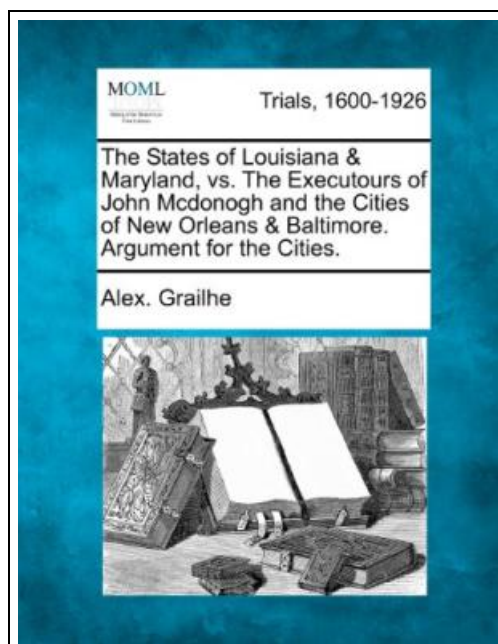 MOML
Trials, 1600-1926
The States of Louisiana &
Maryland, vs. The Executours of
John Mcdonogh and the Cities
of New Orleans & Baltimore.
Argument for the Cities.
Alex. Grailhe